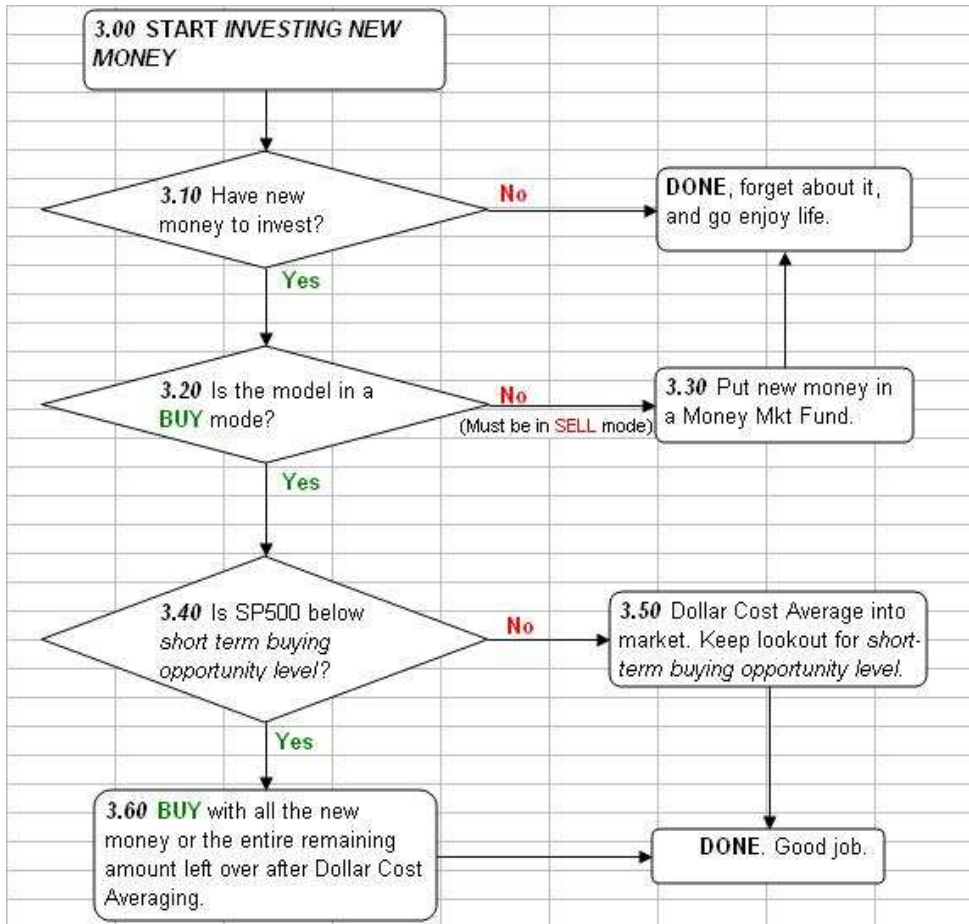 3.00 START INVESTING NEW
MONEY
3.10 Have new
money to invest?
No
DONE, forget about it,
and go enjoy life.
Yes
3.20 Is the model in a
BUY mode?
No
(Must be in SELL mode)
3.30 Put new money in
a Money Mkt Fund.
Yes
3.40 Is SP500 below
short term buying
opportunity level?
No
3.50 Dollar Cost Average into
market. Keep lookout for short-
term buying opportunity level.
Yes
3.60 BUY with all the new
money or the entire remaining
amount left over after Dollar Cost
Averaging.
DONE. Good job.